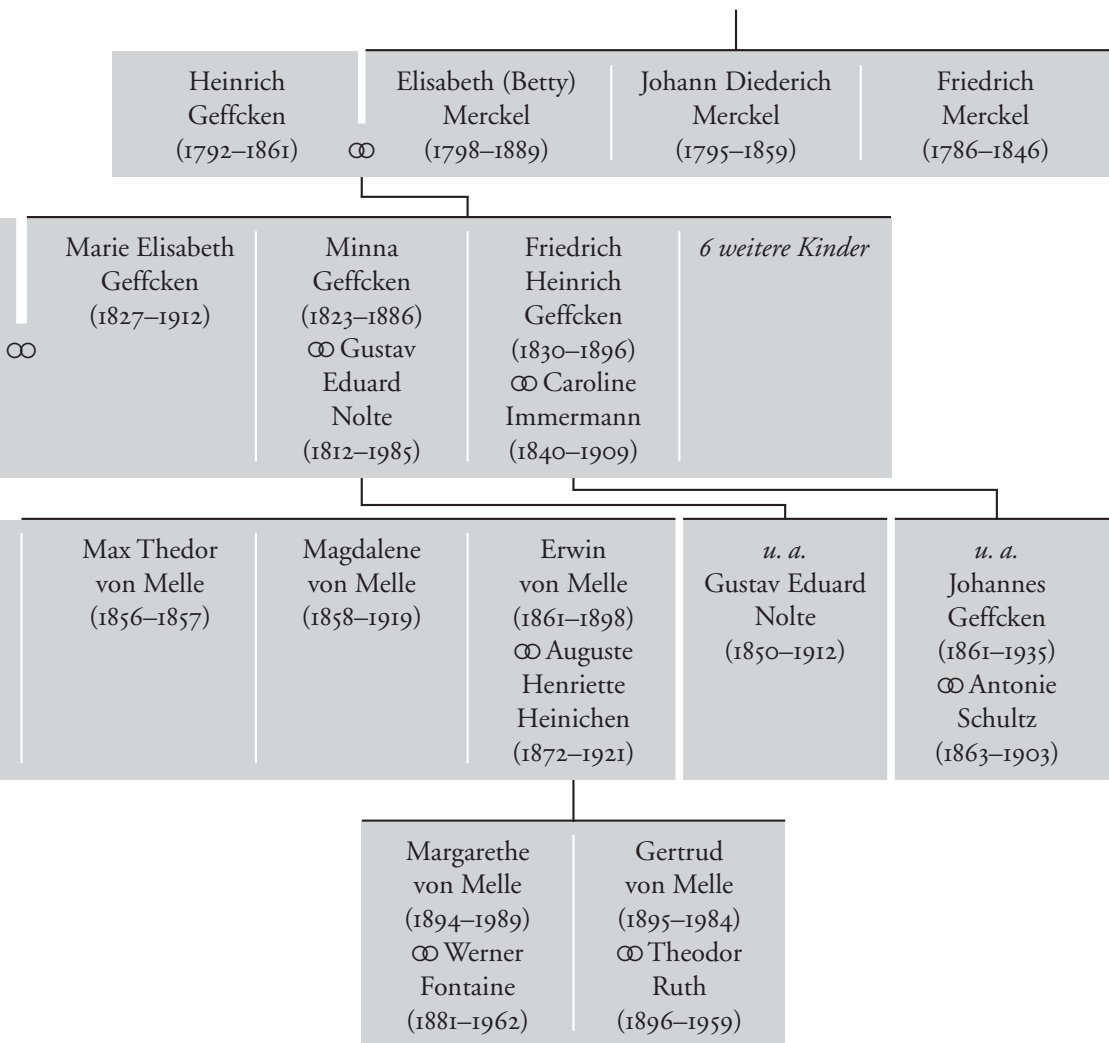 Heinrich
Geffcken
(1792–1861)
Elisabeth (Betty)
Merckel
(1798–1889)
Johann Diederich
Merckel
(1795–1859)
Friedrich
Merckel
(1786–1846)
⚭
Marie Elisabeth
Geffcken
(1827–1912)
Minna
Geffcken
(1823–1886)
⚭ Gustav
Eduard
Nolte
(1812–1985)
Friedrich
Heinrich
Geffcken
(1830–1896)
⚭ Caroline
Immermann
(1840–1909)
6 weitere Kinder
⚭
Max Thedor
von Melle
(1856–1857)
Magdalene
von Melle
(1858–1919)
Erwin
von Melle
(1861–1898)
⚭ Auguste
Henriette
Heinichen
(1872–1921)
u. a.
Gustav Eduard
Nolte
(1850–1912)
u. a.
Johannes
Geffcken
(1861–1935)
⚭ Antonie
Schultz
(1863–1903)
Margarethe
von Melle
(1894–1989)
⚭ Werner
Fontaine
(1881–1962)
Gertrud
von Melle
(1895–1984)
⚭ Theodor
Ruth
(1896–1959)